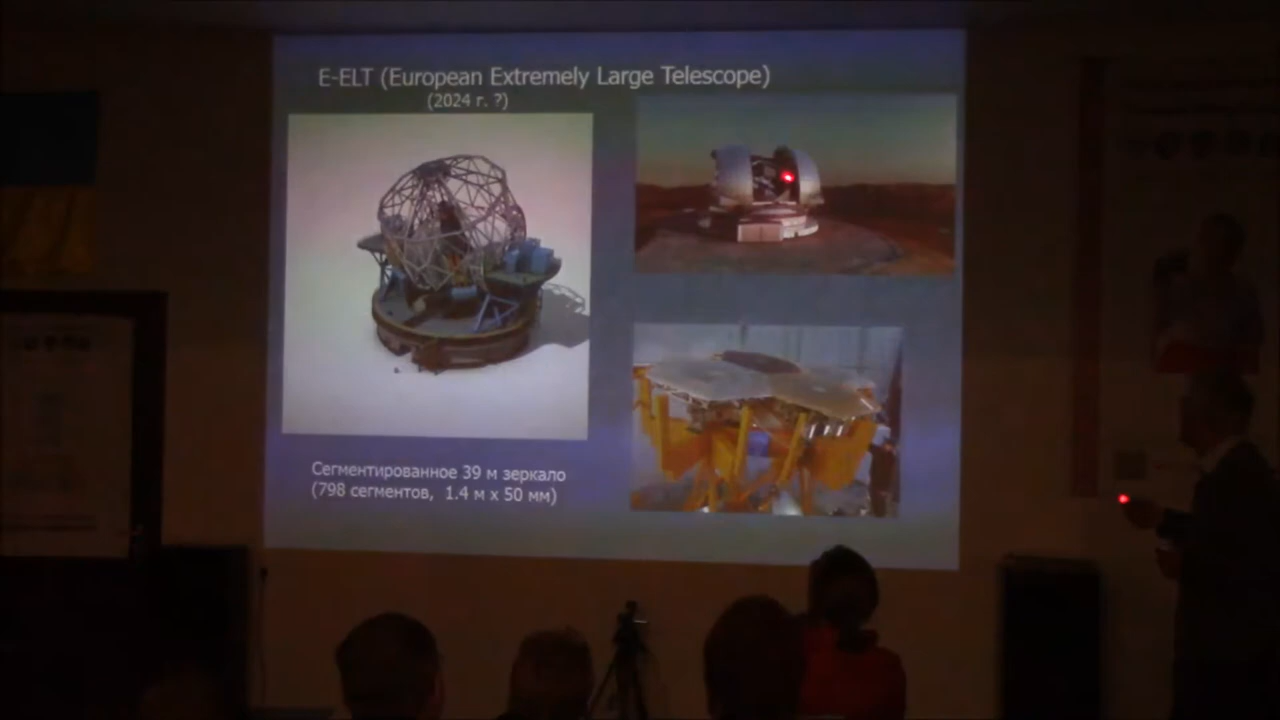 E-ELT (European Extremely Large Telescope)
(2024 г. ?)
Сегментированное 39 м зеркало
(798 сегментов, 1.4 м x 50 мм)